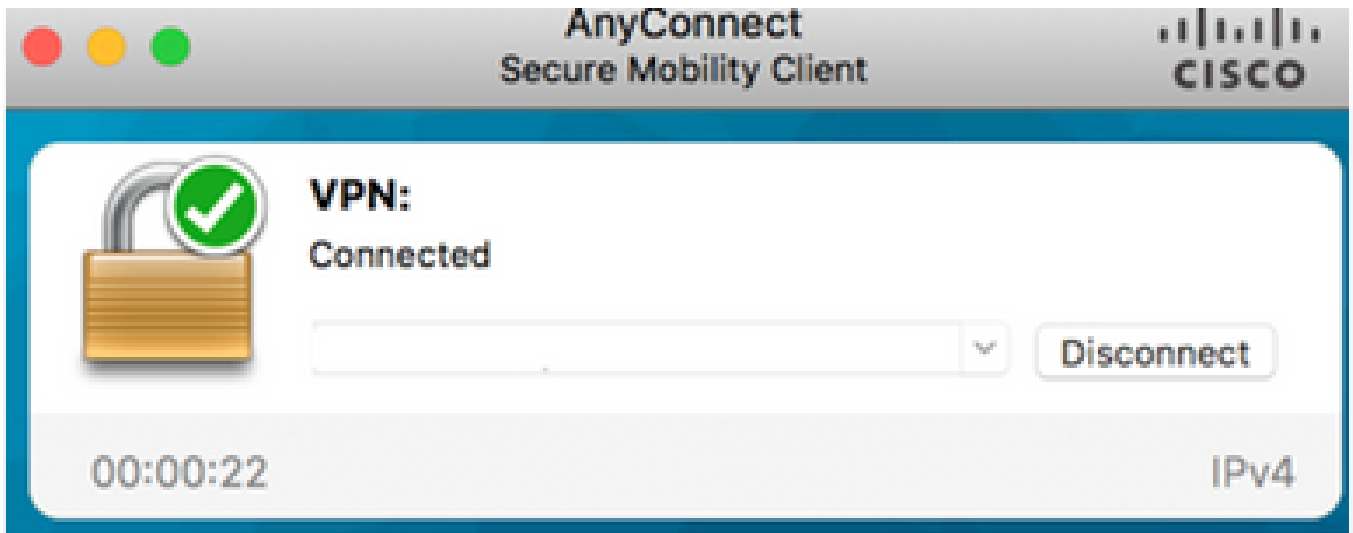 AnyConnect
Secure Mobility Client
CISCO
VPN:
Connected
Disconnect
00:00:22
IPv4